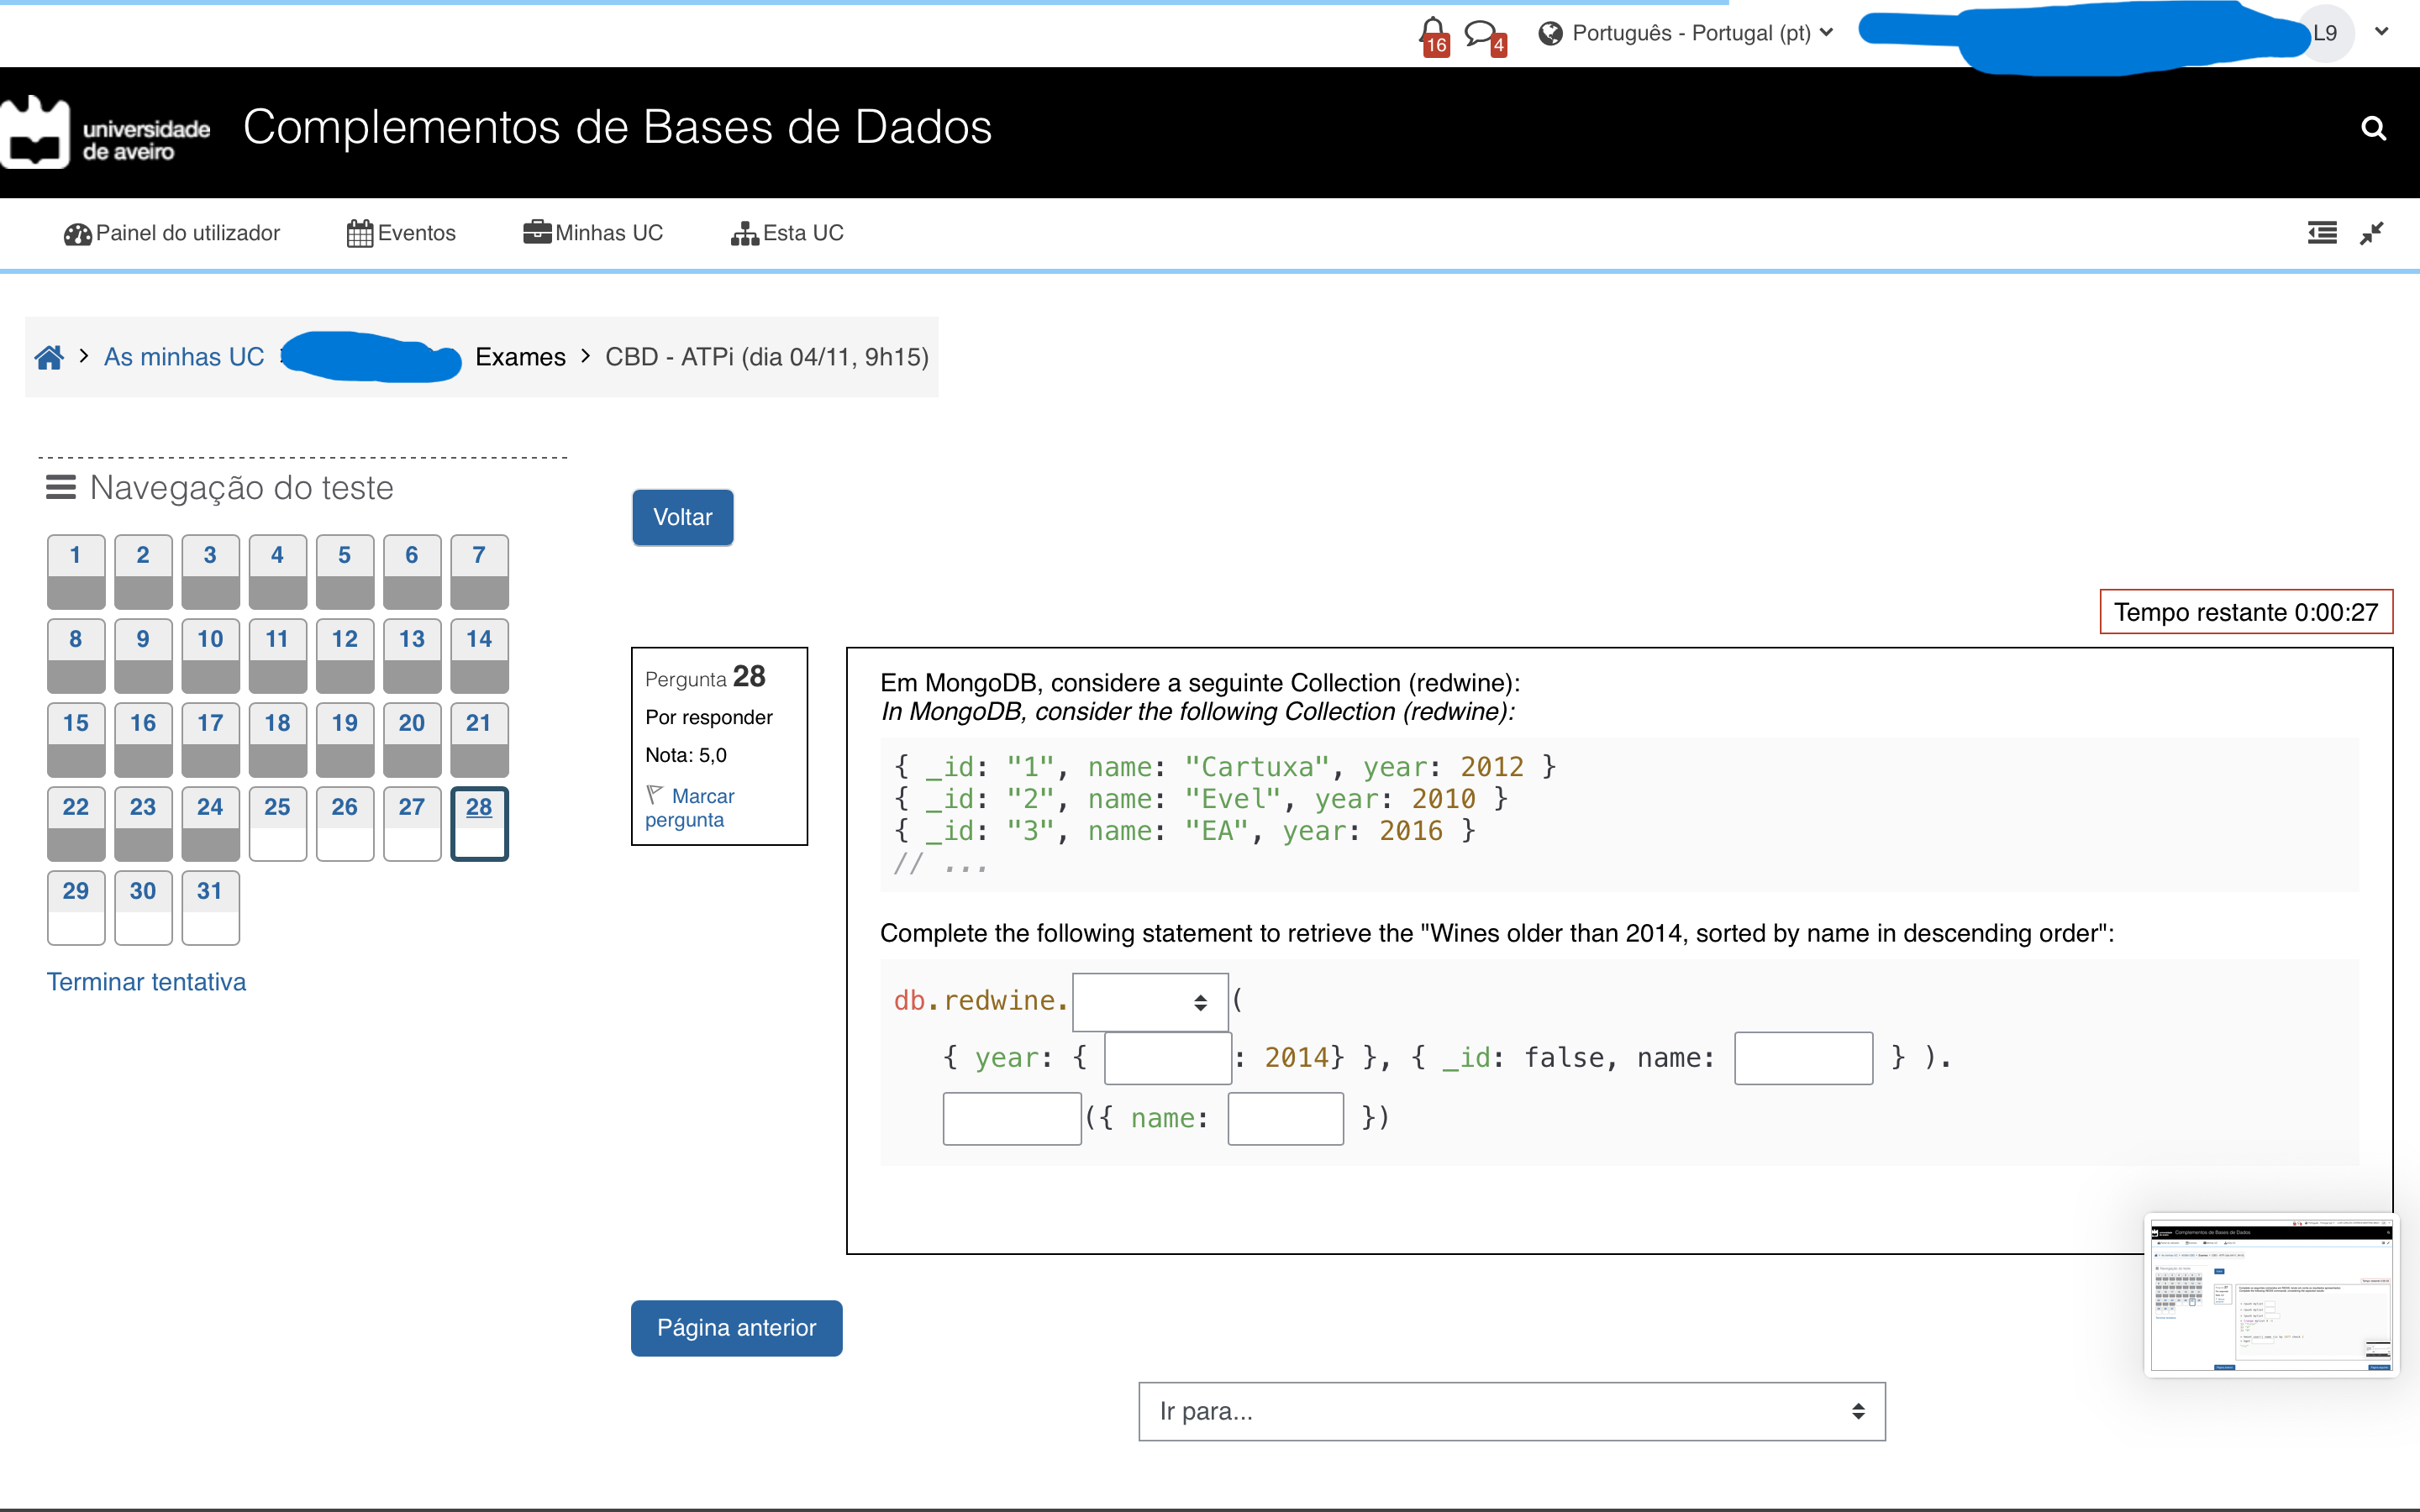 16
4
Português - Portugal (pt)
L9
universidade
de aveiro
Complementos de Bases de Dados
Painel do utilizador
Eventos
Minhas UC
Esta UC
As minhas UC
Exames > CBD - ATPi (dia 04/11, 9h15)
Navegação do teste
1 2 3 4 5 6 7
8 9 10 11 12 13 14
15 16 17 18 19 20 21
22 23 24 25 26 27 28
29 30 31
Terminar tentativa
Voltar
Tempo restante 0:00:27
Pergunta 28
Por responder
Nota: 5,0
Marcar
pergunta
Em MongoDB, considere a seguinte Collection (redwine):
In MongoDB, consider the following Collection (redwine):
{ _id: "1", name: "Cartuxa", year: 2012 }
{ _id: "2", name: "Evel", year: 2010 }
{ _id: "3", name: "EA", year: 2016 }
// ...
Complete the following statement to retrieve the "Wines older than 2014, sorted by name in descending order":
db.redwine. (
{ year: { : 2014} }, { _id: false, name: } ).
({ name: })
Página anterior
Ir para...
Complementos de Bases de Dados